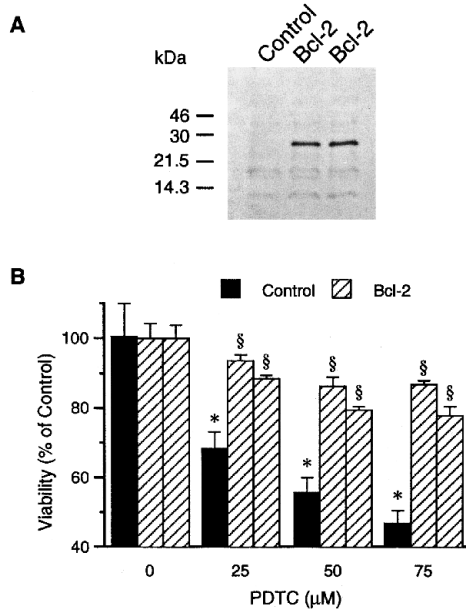 A
Control
Bcl-2
Bcl-2
kDa
46
30
21.5
14.3
B
Control
Bcl-2
Viability (% of Control)
100
80
60
40
* § §
* § §
* § §
0
25
50
75
PDTC (μM)